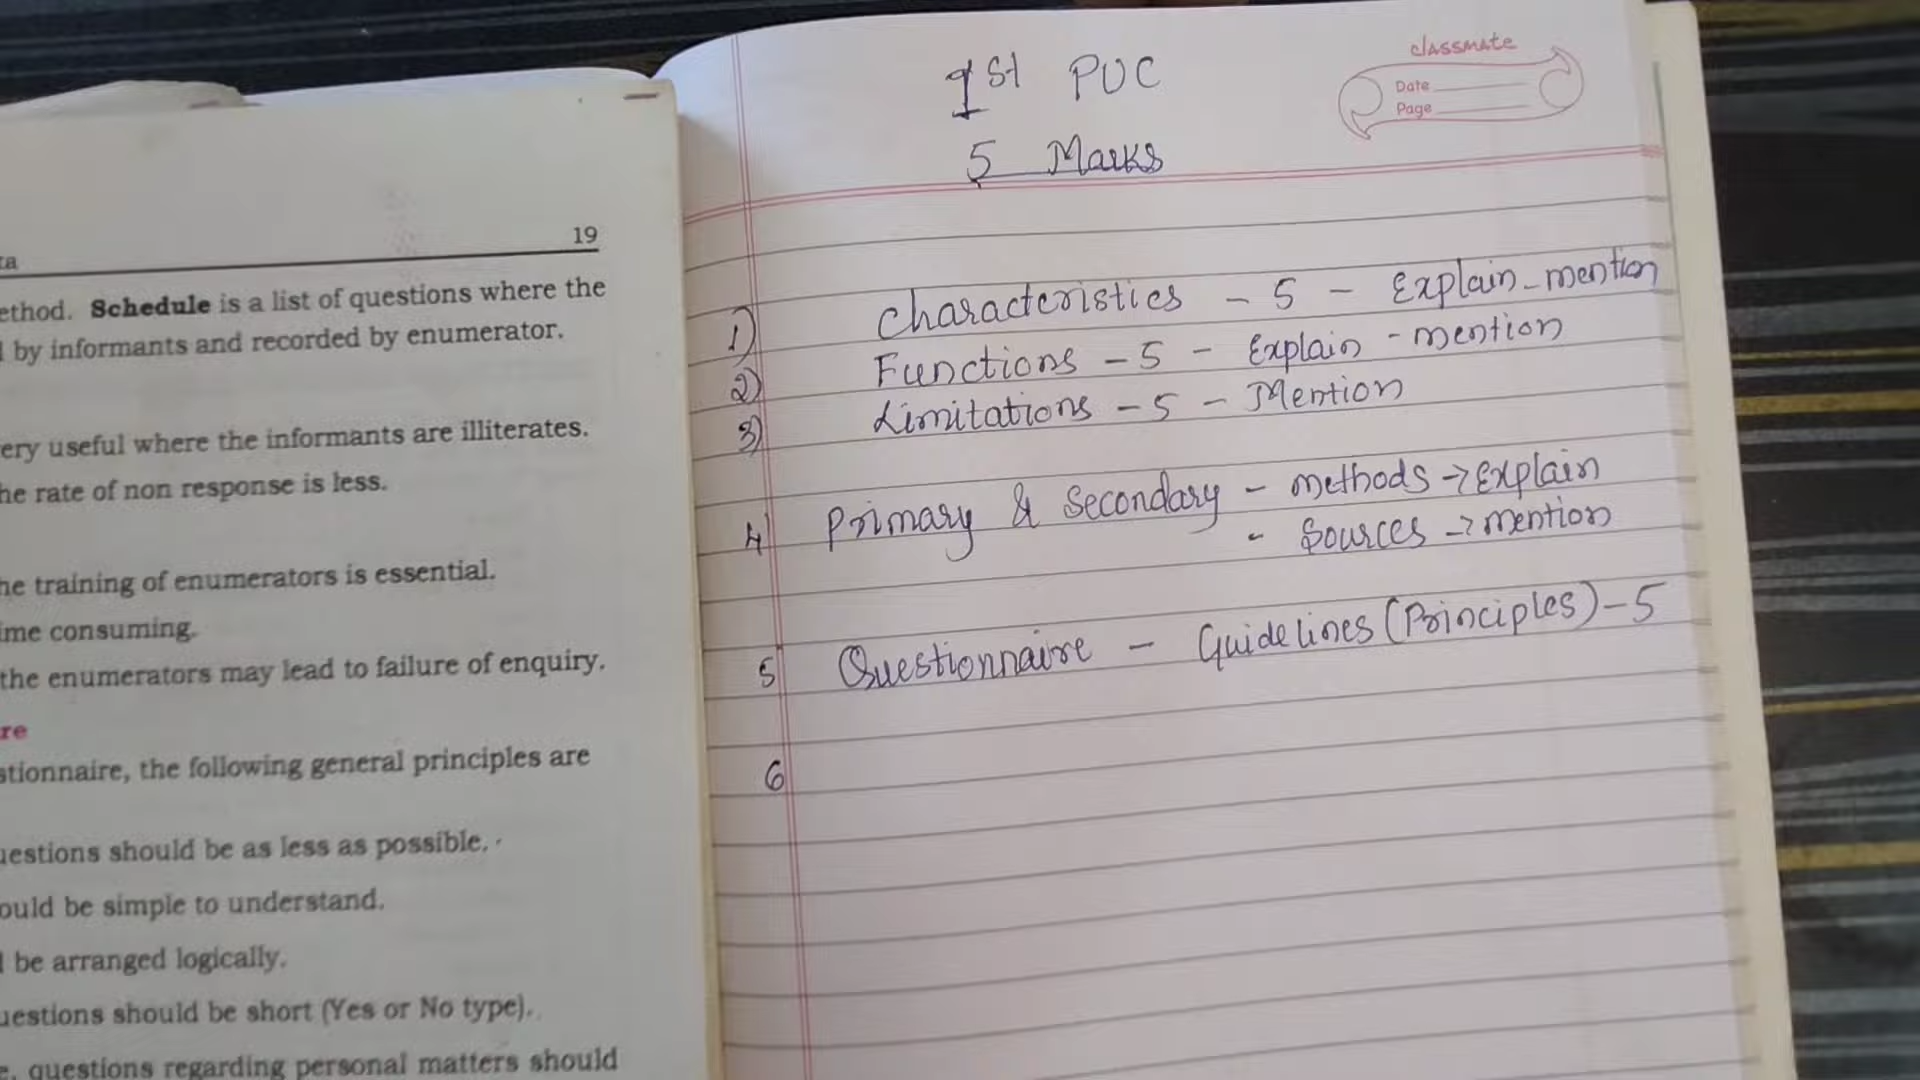 19
ta
ethod. Schedule is a list of questions where the
d by informants and recorded by enumerator.
ery useful where the informants are illiterates.
he rate of non response is less.
he training of enumerators is essential.
ime consuming.
the enumerators may lead to failure of enquiry.
re
stionnaire, the following general principles are
uestions should be as less as possible.
ould be simple to understand.
l be arranged logically.
uestions should be short (Yes or No type).
e, questions regarding personal matters should
classmate
Date
Page
1st PUC
5 Marks
1) Characteristics - 5 - Explain - mention
2) Functions - 5 - Explain - mention
3) Limitations - 5 - Mention
4) Primary & Secondary - methods → Explain
- Sources → mention
5 Questionnaire - Guidelines (Principles) - 5
6